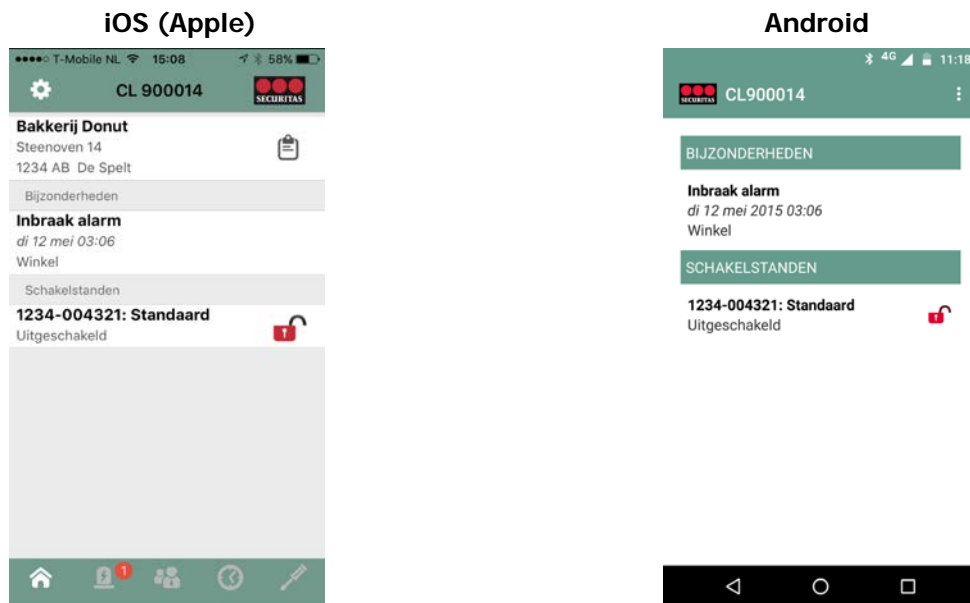 iOS (Apple)
T-Mobile NL 15:08 58%
CL 900014
SECURITAS
Bakkerij Donut
Steenoven 14
1234 AB De Spelt
Bijzonderheden
Inbraak alarm
di 12 mei 03:06
Winkel
Schakelstanden
1234-004321: Standaard
Uitgeschakeld
1
Android
4G 11:18
SECURITAS CL900014
BIJZONDERHEDEN
Inbraak alarm
di 12 mei 2015 03:06
Winkel
SCHAKELSTANDEN
1234-004321: Standaard
Uitgeschakeld